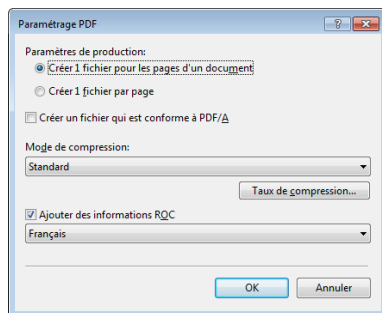 Paramétrage PDF
Paramètres de production:
Créer 1 fichier pour les pages d'un document
Créer 1 fichier par page
Créer un fichier qui est conforme à PDF/A
Mode de compression:
Standard
Taux de compression...
Ajouter des informations ROC
Français
OK Annuler